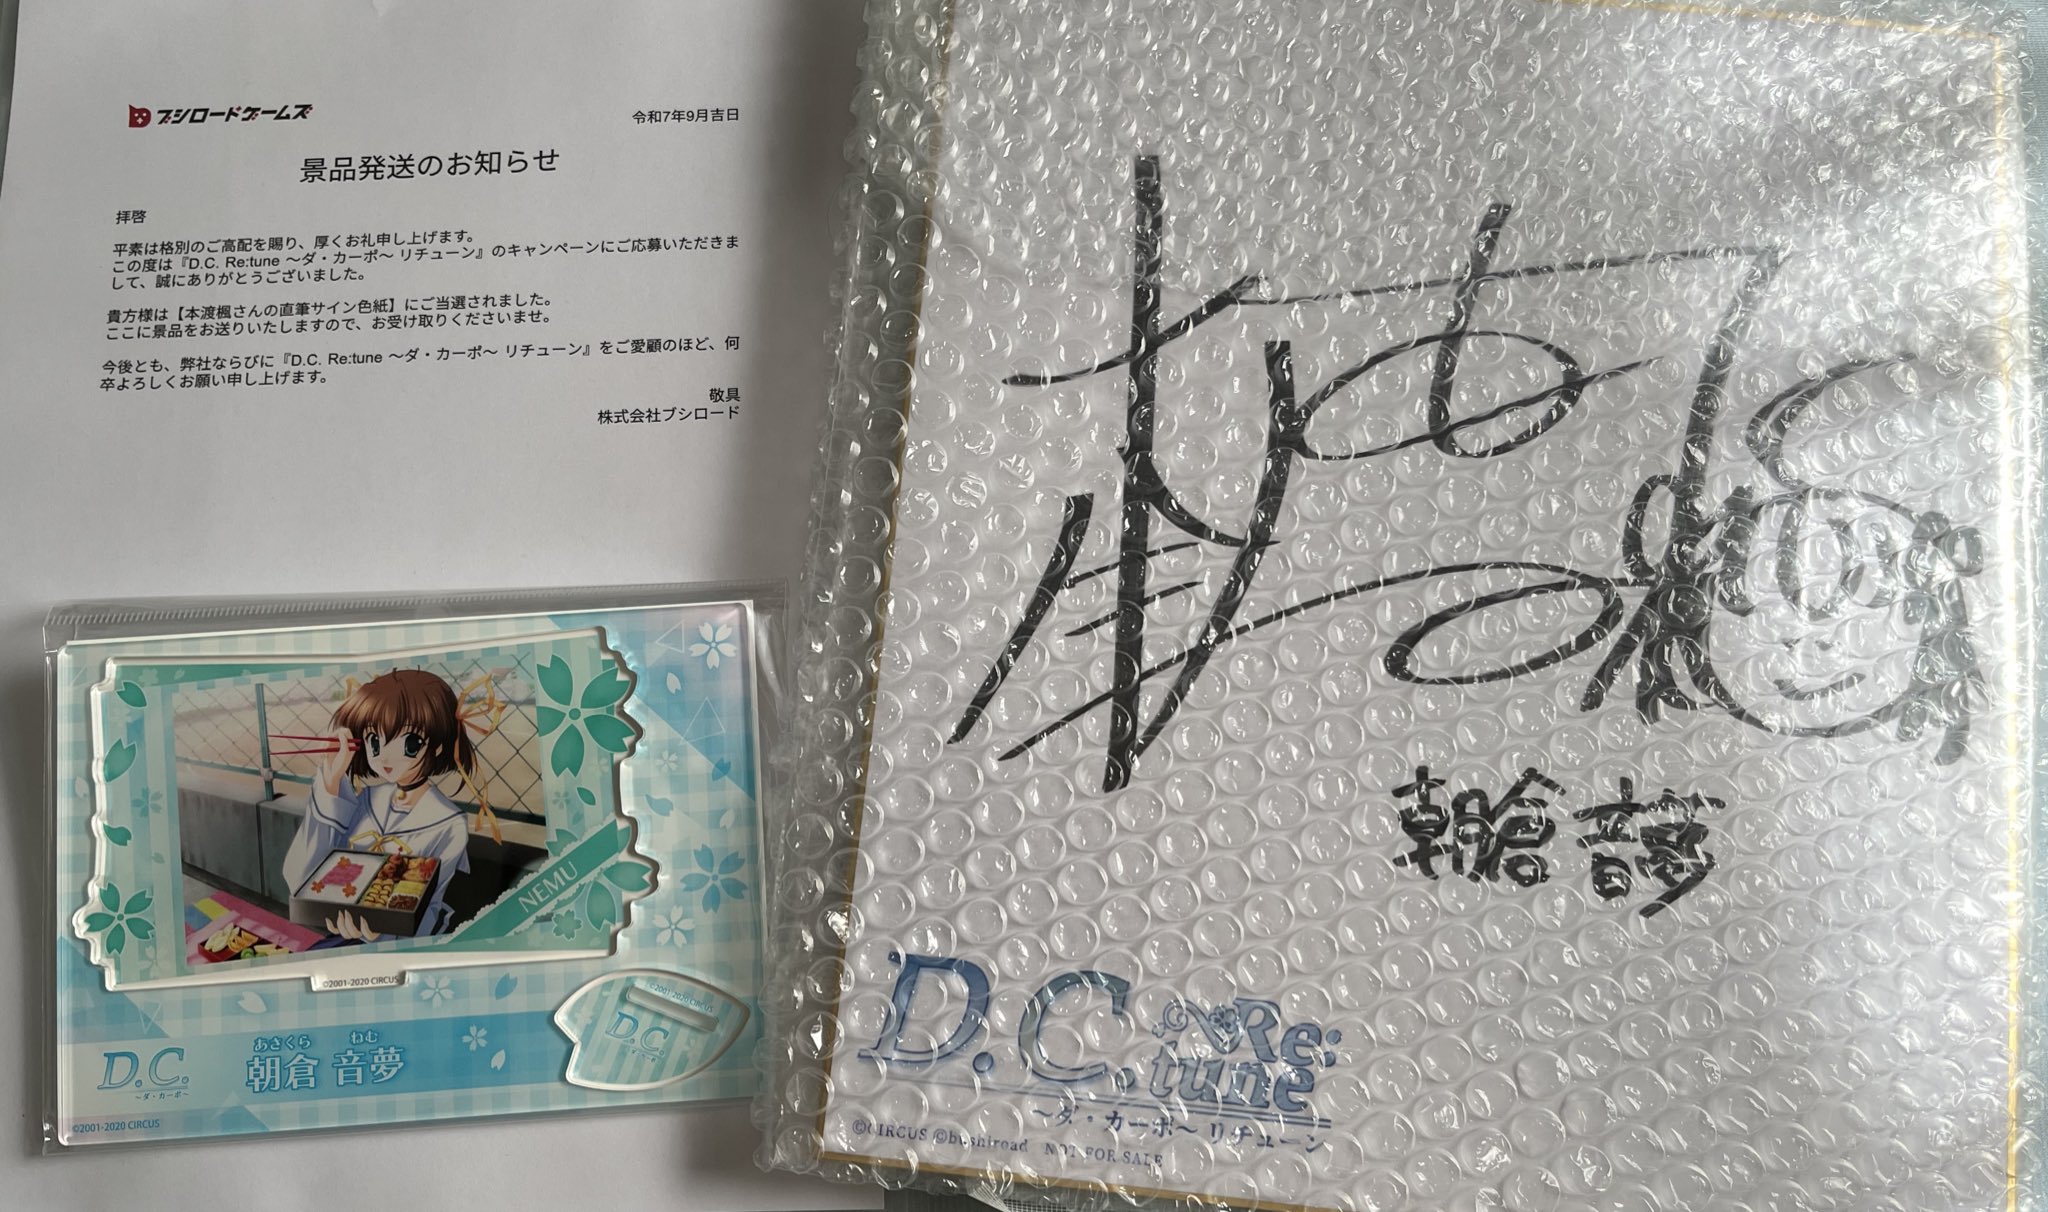 ブシロードゲームズ
令和7年9月吉日
景品発送のお知らせ
拝啓
平素は格別のご高配を賜り、厚くお礼申し上げます。
この度は『D.C. Re:tune ～ダ・カーポ～ リチューン』のキャンペーンにご応募いただきま
して、誠にありがとうございました。
貴方様は【本渡楓さんの直筆サイン色紙】にご当選されました。
ここに景品をお送りいたしますので、お受け取りくださいませ。
今後とも、弊社ならびに『D.C. Re:tune ～ダ・カーポ～ リチューン』をご愛顧のほど、何
卒よろしくお願い申し上げます。
敬具
株式会社ブシロード
NEMU
©2001-2020 CIRCUS
©2001-2020 CIRCUS
D.C.
D.C.
～ダ・カーポ～
あさくら ねむ
朝倉 音夢
©2001-2020 CIRCUS
朝倉 音夢
D.C. Re:tune
～ダ・カーポ～ リチューン
©CIRCUS ©bushiroad NOT FOR SALE